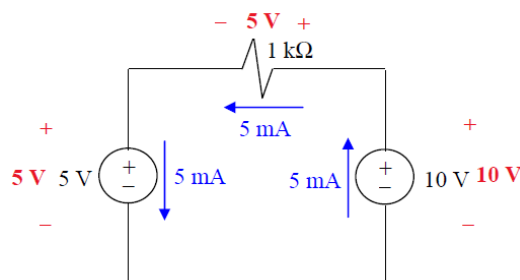 − 5 V +
1 kΩ
5 mA
+ +
+ +
5 V 5 V 5 mA 5 mA 10 V 10 V
− −
− −